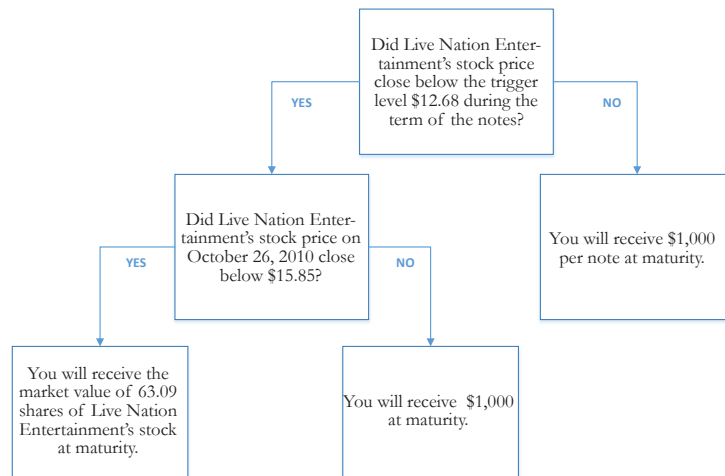 Did Live Nation Enter-
tainment's stock price
close below the trigger
level $12.68 during the
term of the notes?
YES
NO
Did Live Nation Enter-
tainment's stock price on
October 26, 2010 close
below $15.85?
You will receive $1,000
per note at maturity.
YES
NO
You will receive the
market value of 63.09
shares of Live Nation
Entertainment's stock
at maturity.
You will receive $1,000
at maturity.